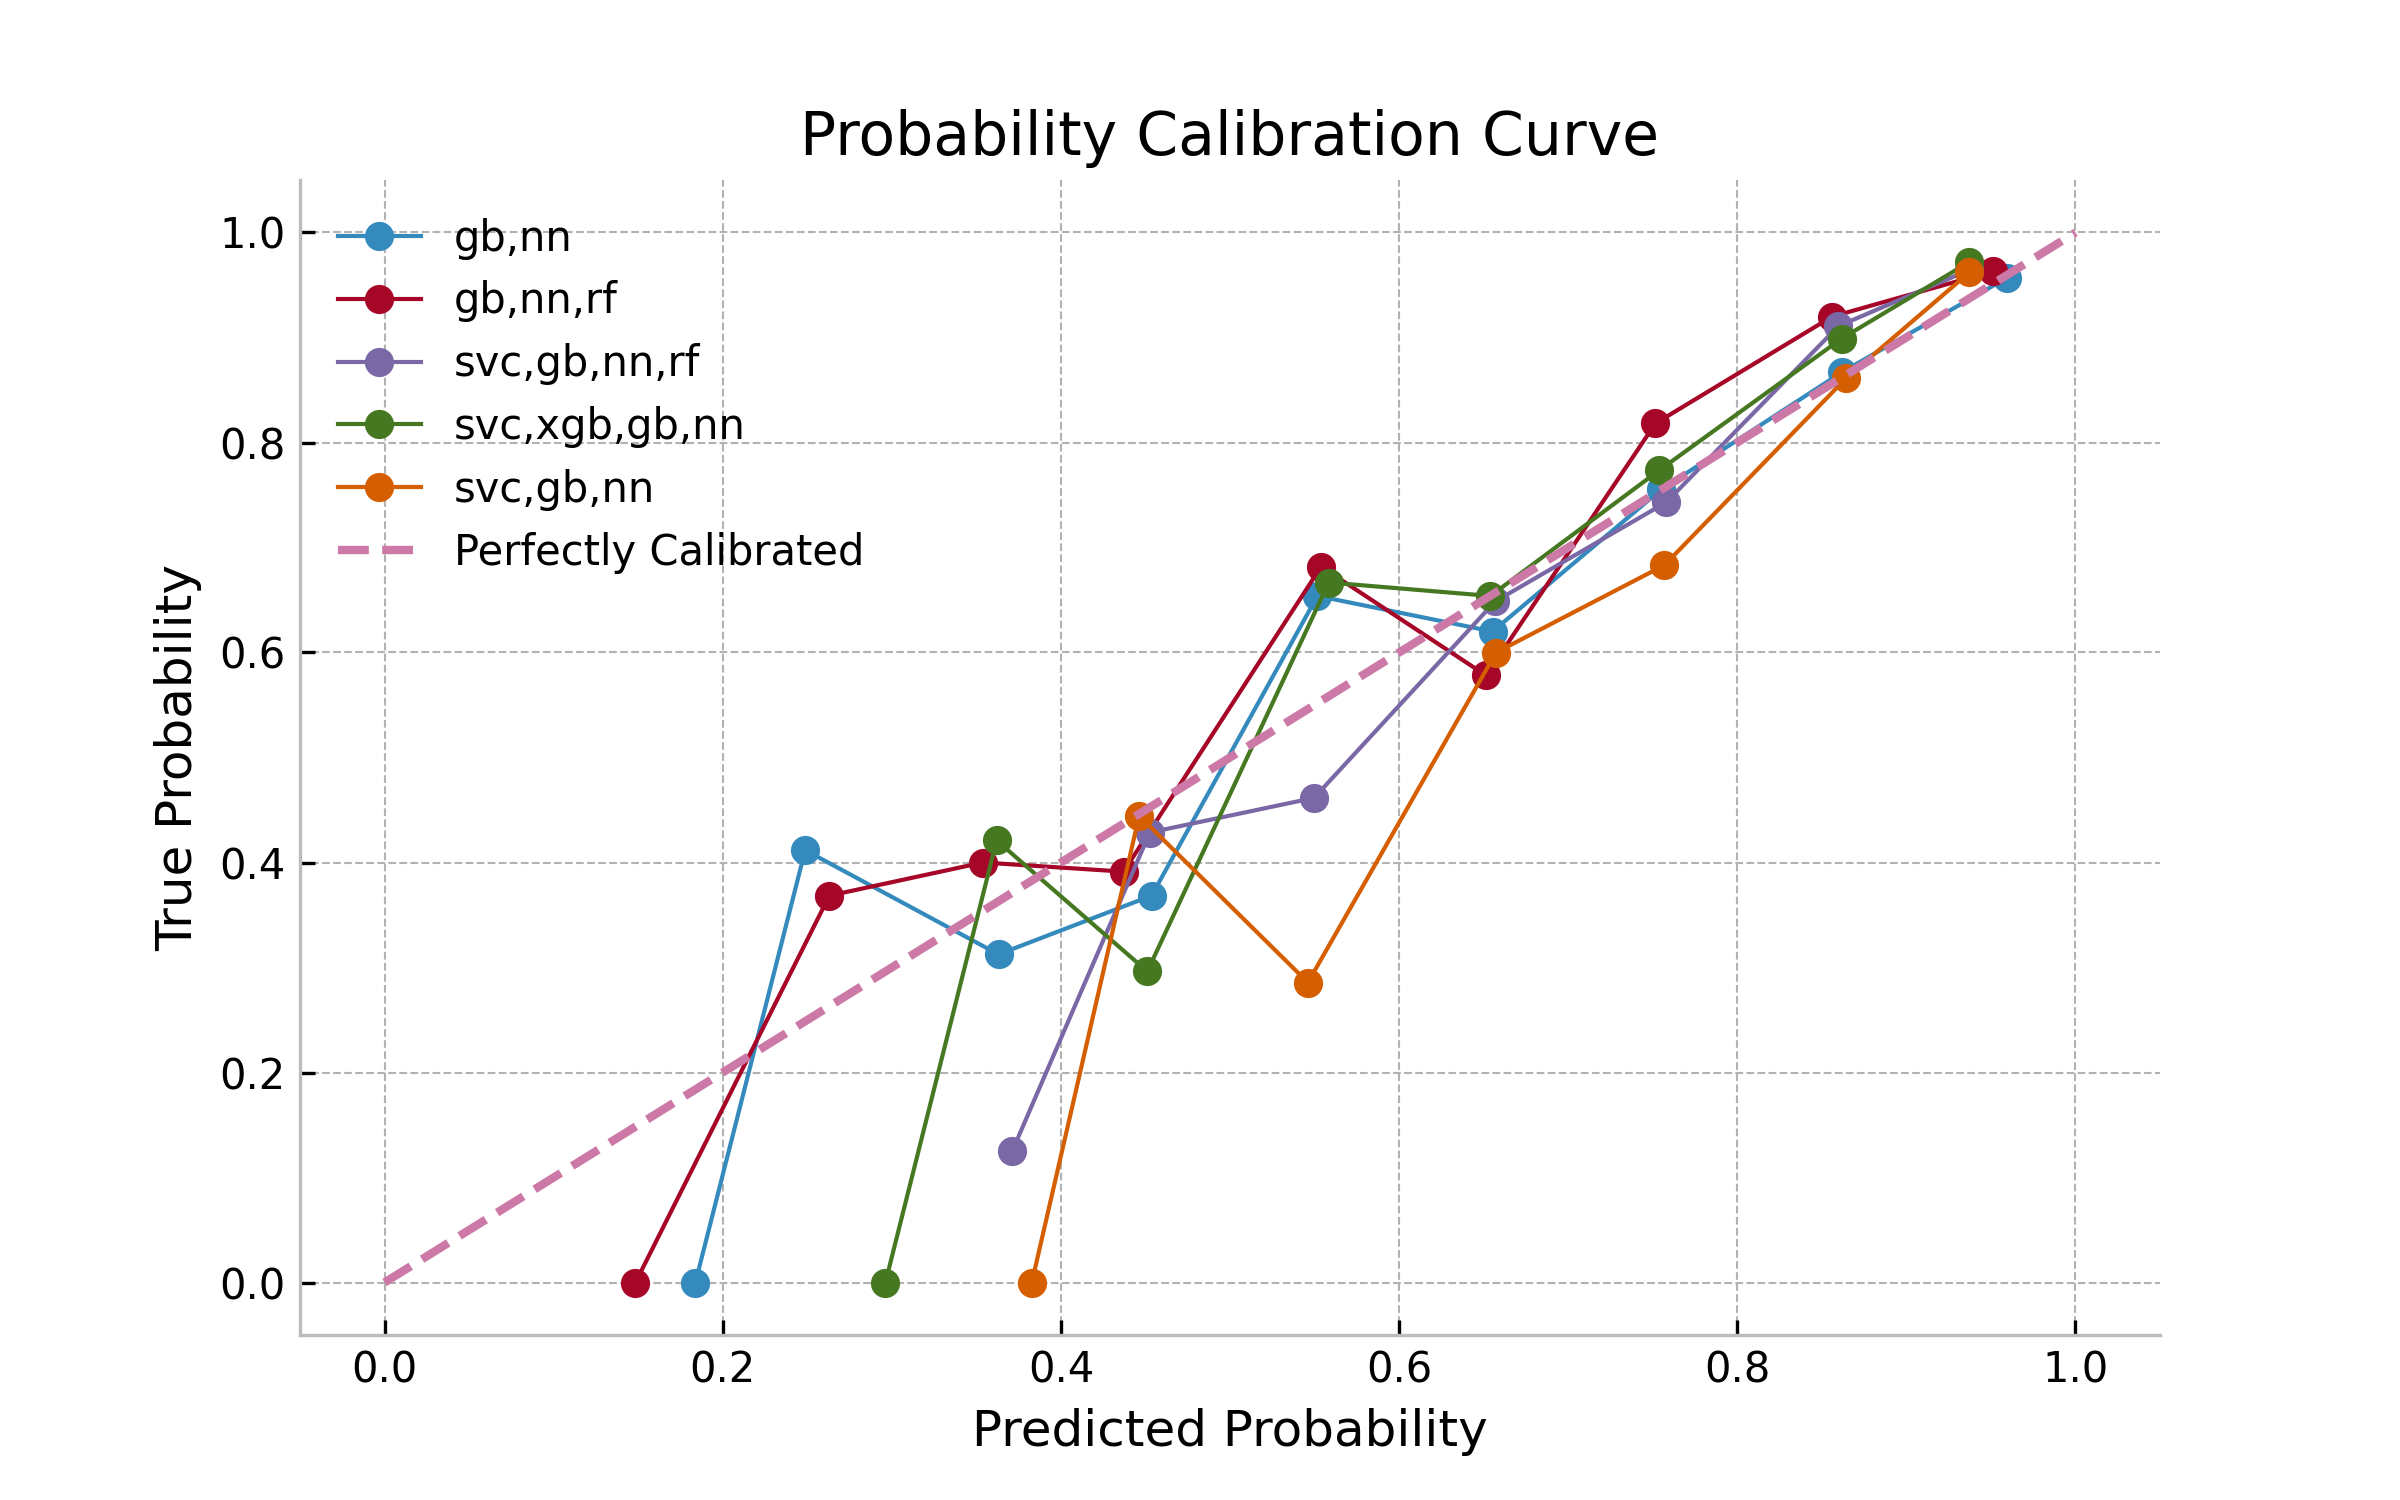 Probability Calibration Curve
gb,nn
gb,nn,rf
svc,gb,nn,rf
svc,xgb,gb,nn
svc,gb,nn
Perfectly Calibrated
True Probability
1.0
0.8
0.6
0.4
0.2
0.0
0.0 0.2 0.4 0.6 0.8 1.0
Predicted Probability